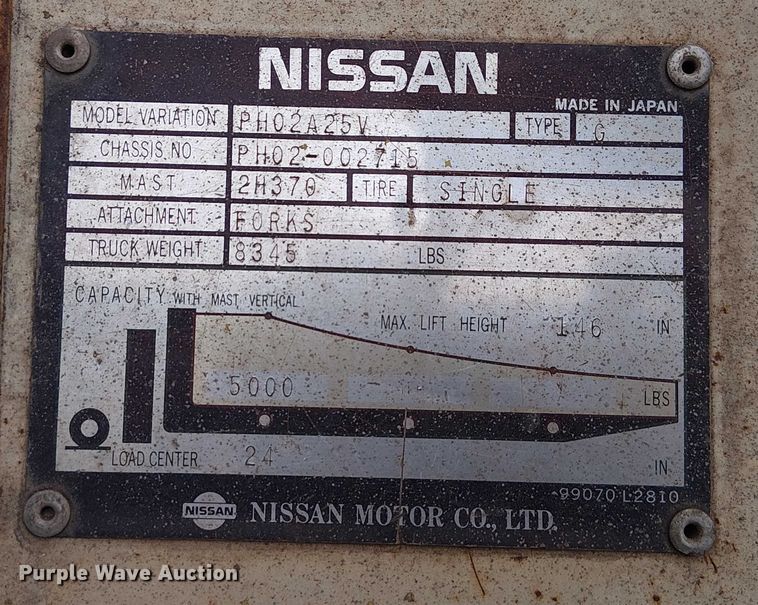 NISSAN
MADE IN JAPAN
MODEL VARIATION PH02A25V TYPE G
CHASSIS NO. PH02-002715
MAST 2H370 TIRE SINGLE
ATTACHMENT FORKS
TRUCK WEIGHT 8345 LBS
CAPACITY WITH MAST VERTICAL
MAX. LIFT HEIGHT 146 IN
5000 LBS
LOAD CENTER 24 IN
99070 L2810
NISSAN NISSAN MOTOR CO., LTD.
Purple Wave Auction